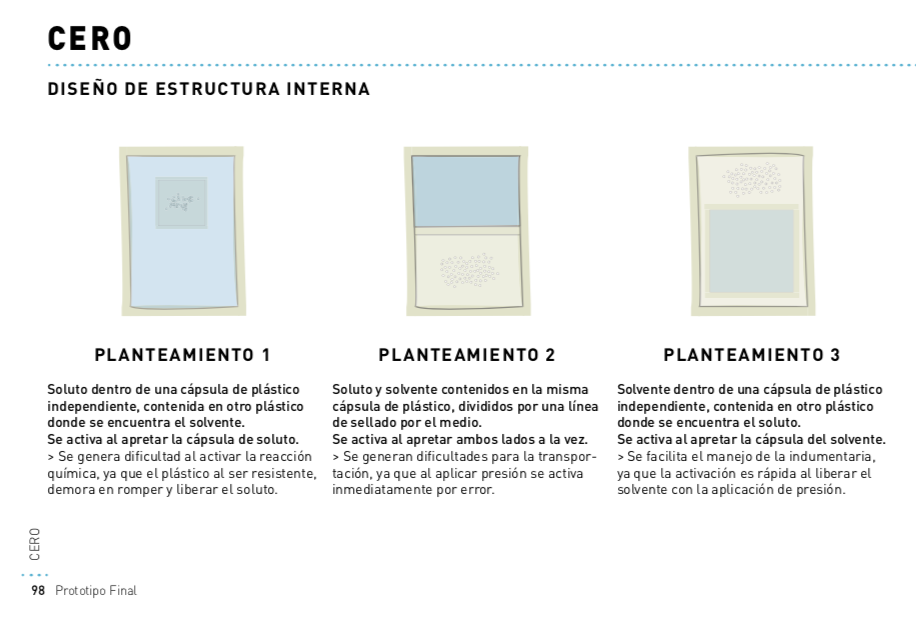 CERO
DISEÑO DE ESTRUCTURA INTERNA
PLANTEAMIENTO 1
Soluto dentro de una cápsula de plástico
independiente, contenida en otro plástico
donde se encuentra el solvente.
Se activa al apretar la cápsula de soluto.
> Se genera dificultad al activar la reacción
química, ya que el plástico al ser resistente,
demora en romper y liberar el soluto.
PLANTEAMIENTO 2
Soluto y solvente contenidos en la misma
cápsula de plástico, divididos por una línea
de sellado por el medio.
Se activa al apretar ambos lados a la vez.
> Se generan dificultades para la transpor-
tación, ya que al aplicar presión se activa
inmediatamente por error.
PLANTEAMIENTO 3
Solvente dentro de una cápsula de plástico
independiente, contenida en otro plástico
donde se encuentra el soluto.
Se activa al apretar la cápsula del solvente.
> Se facilita el manejo de la indumentaria,
ya que la activación es rápida al liberar el
solvente con la aplicación de presión.
CERO
98 Prototipo Final